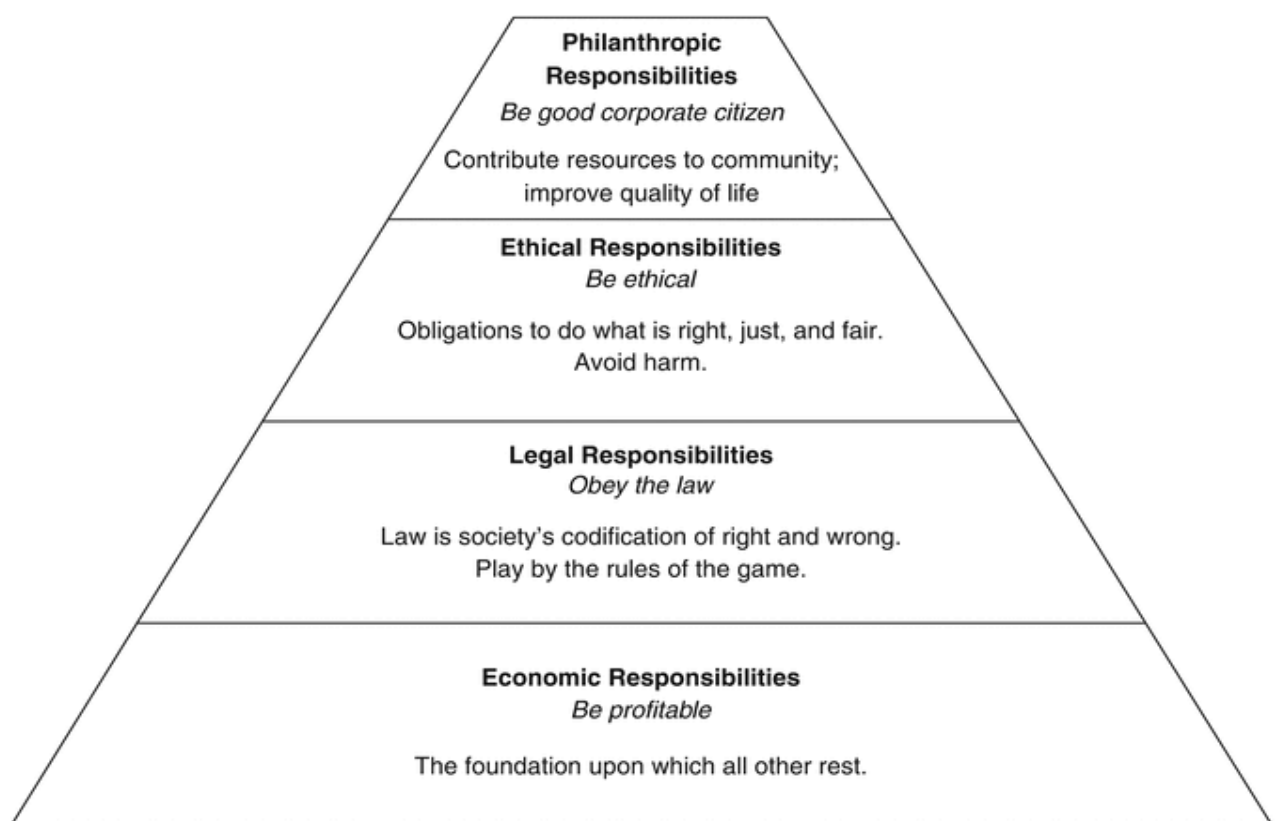 Philanthropic
Responsibilities
Be good corporate citizen
Contribute resources to community;
improve quality of life
Ethical Responsibilities
Be ethical
Obligations to do what is right, just, and fair.
Avoid harm.
Legal Responsibilities
Obey the law
Law is society’s codification of right and wrong.
Play by the rules of the game.
Economic Responsibilities
Be profitable
The foundation upon which all other rest.